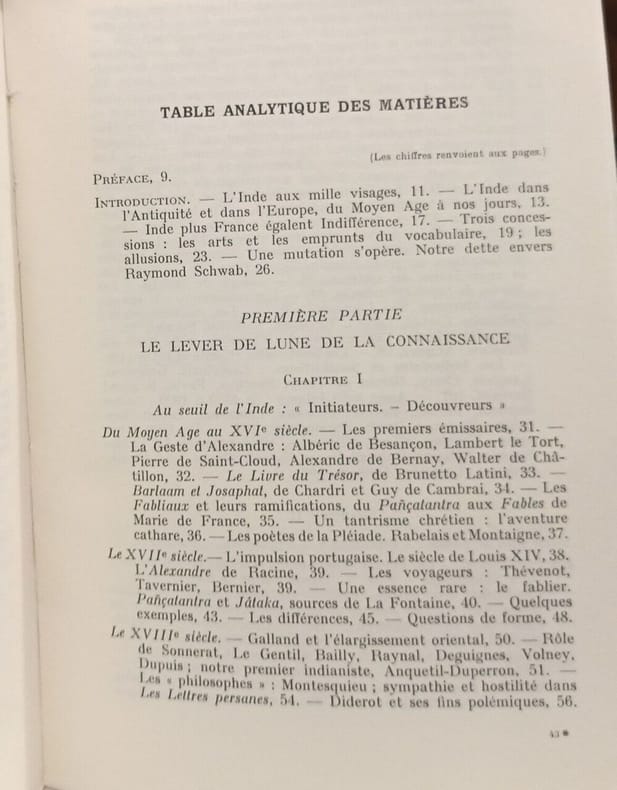 TABLE ANALYTIQUE DES MATIÈRES
(Les chiffres renvoient aux pages.)
PRÉFACE, 9.
INTRODUCTION. — L'Inde aux mille visages, 11. — L'Inde dans
l'Antiquité et dans l'Europe, du Moyen Age à nos jours, 13.
— Inde plus France égalent Indifférence, 17. — Trois conces-
sions : les arts et les emprunts du vocabulaire, 19 ; les
allusions, 23. — Une mutation s'opère. Notre dette envers
Raymond Schwab, 26.
PREMIÈRE PARTIE
LE LEVER DE LUNE DE LA CONNAISSANCE
CHAPITRE I
Au seuil de l'Inde : « Initiateurs. – Découvreurs »
Du Moyen Age au XVIe siècle. — Les premiers émissaires, 31. —
La Geste d'Alexandre : Albéric de Besançon, Lambert le Tort,
Pierre de Saint-Cloud, Alexandre de Bernay, Walter de Châ-
tillon, 32. — Le Livre du Trésor, de Brunetto Latini, 33. —
Barlaam et Josaphat, de Chardri et Guy de Cambrai, 34. — Les
Fabliaux et leurs ramifications, du Pañçatantra aux Fables de
Marie de France, 35. — Un tantrisme chrétien : l'aventure
cathare, 36. — Les poètes de la Pléiade. Rabelais et Montaigne, 37.
Le XVIIe siècle. — L'impulsion portugaise. Le siècle de Louis XIV, 38.
L'Alexandre de Racine, 39. — Les voyageurs : Thévenot,
Tavernier, Bernier, 39. — Une essence rare : le fablier.
Pañçatantra et Jâtaka, sources de La Fontaine, 40. — Quelques
exemples, 43. — Les différences, 45. — Questions de forme, 48.
Le XVIIIe siècle. — Galland et l'élargissement oriental, 50. — Rôle
de Sonnerat, Le Gentil, Bailly, Raynal, Deguignes, Volney,
Dupuis ; notre premier indianiste, Anquetil-Duperron, 51. —
Les « philosophes » : Montesquieu ; sympathie et hostilité dans
Les Lettres persanes, 54. — Diderot et ses fins polémiques, 56.
43*